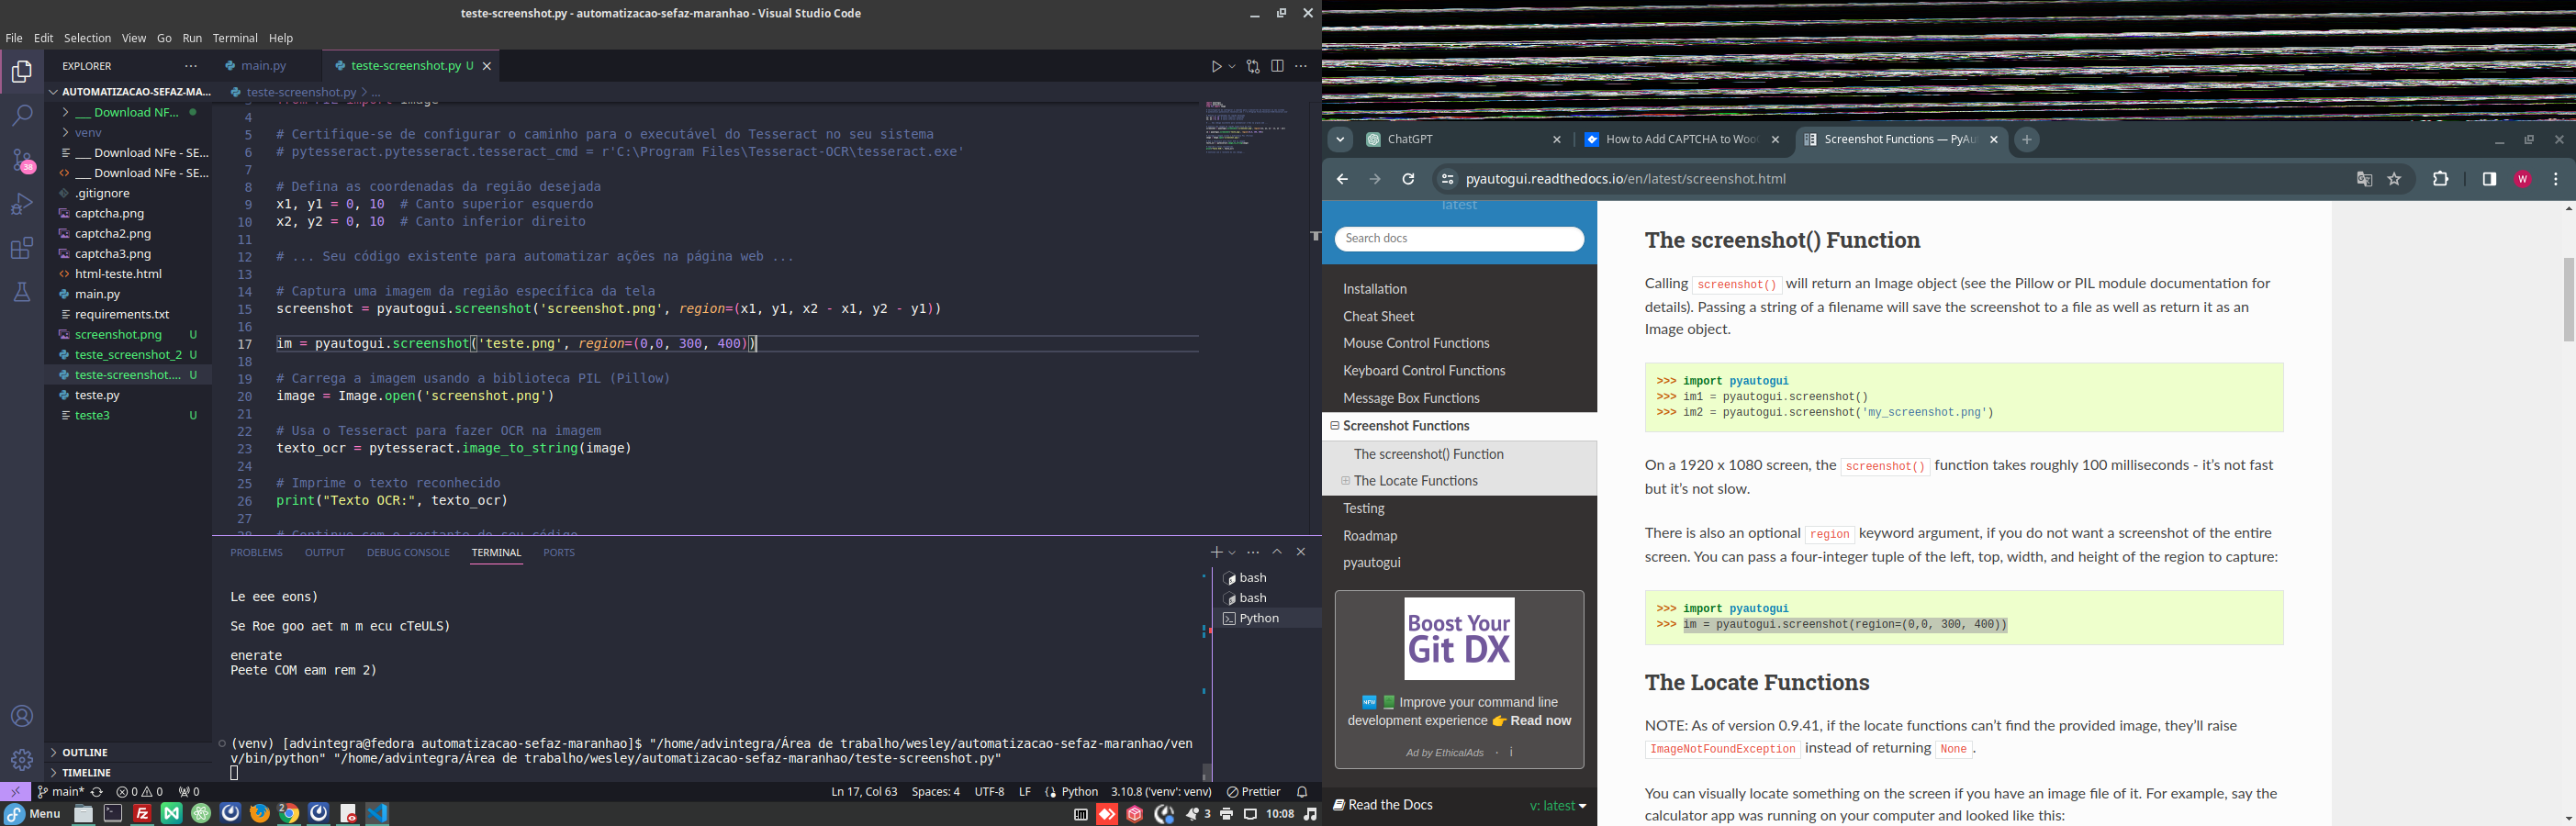 teste-screenshot.py - automatizacao-sefaz-maranhao - Visual Studio Code
File Edit Selection View Go Run Terminal Help
EXPLORER
main.py
teste-screenshot.py U
AUTOMATIZACAO-SEFAZ-MA...
teste-screenshot.py > ...
___ Download NF...
venv
___ Download NFe - SE...
___ Download NFe - SE...
.gitignore
captcha.png
captcha2.png
captcha3.png
html-teste.html
main.py
requirements.txt
screenshot.png U
teste_screenshot_2 U
teste-screenshot.... U
teste.py
teste3 U
OUTLINE
TIMELINE
38
4
5 # Certifique-se de configurar o caminho para o executável do Tesseract no seu sistema
6 # pytesseract.pytesseract.tesseract_cmd = r'C:\Program Files\Tesseract-OCR\tesseract.exe'
7
8 # Defina as coordenadas da região desejada
9 x1, y1 = 0, 10 # Canto superior esquerdo
10 x2, y2 = 0, 10 # Canto inferior direito
11
12 # ... Seu código existente para automatizar ações na página web ...
13
14 # Captura uma imagem da região específica da tela
15 screenshot = pyautogui.screenshot('screenshot.png', region=(x1, y1, x2 - x1, y2 - y1))
16
17 im = pyautogui.screenshot('teste.png', region=(0,0, 300, 400))
18
19 # Carrega a imagem usando a biblioteca PIL (Pillow)
20 image = Image.open('screenshot.png')
21
22 # Usa o Tesseract para fazer OCR na imagem
23 texto_ocr = pytesseract.image_to_string(image)
24
25 # Imprime o texto reconhecido
26 print("Texto OCR:", texto_ocr)
27
PROBLEMS OUTPUT DEBUG CONSOLE TERMINAL PORTS
bash
bash
Python
Le eee eons)
Se Roe goo aet m m ecu cTeULS)
enerate
Peete COM eam rem 2)
(venv) [advintegra@fedora automatizacao-sefaz-maranhao]$ "/home/advintegra/Área de trabalho/wesley/automatizacao-sefaz-maranhao/ven
v/bin/python" "/home/advintegra/Área de trabalho/wesley/automatizacao-sefaz-maranhao/teste-screenshot.py"
main* 0 0 0 Ln 17, Col 63 Spaces: 4 UTF-8 LF Python 3.10.8 ('venv': venv) Prettier
Menu 2 3 10:08
ChatGPT
How to Add CAPTCHA to Woo
Screenshot Functions — PyAu
pyautogui.readthedocs.io/en/latest/screenshot.html
W
latest
Search docs
Installation
Cheat Sheet
Mouse Control Functions
Keyboard Control Functions
Message Box Functions
Screenshot Functions
The screenshot() Function
The Locate Functions
Testing
Roadmap
pyautogui
Boost Your
Git DX
NEW Improve your command line
development experience 👉 Read now
Ad by EthicalAds · i
Read the Docs v: latest
The screenshot() Function
Calling screenshot() will return an Image object (see the Pillow or PIL module documentation for
details). Passing a string of a filename will save the screenshot to a file as well as return it as an
Image object.
>>> import pyautogui
>>> im1 = pyautogui.screenshot()
>>> im2 = pyautogui.screenshot('my_screenshot.png')
On a 1920 x 1080 screen, the screenshot() function takes roughly 100 milliseconds - it's not fast
but it's not slow.
There is also an optional region keyword argument, if you do not want a screenshot of the entire
screen. You can pass a four-integer tuple of the left, top, width, and height of the region to capture:
>>> import pyautogui
>>> im = pyautogui.screenshot(region=(0,0, 300, 400))
The Locate Functions
NOTE: As of version 0.9.41, if the locate functions can't find the provided image, they'll raise
ImageNotFoundException instead of returning None.
You can visually locate something on the screen if you have an image file of it. For example, say the
calculator app was running on your computer and looked like this: